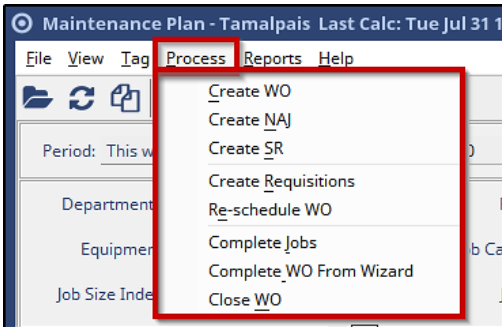 Maintenance Plan - Tamalpais Last Calc: Tue Jul 31 1
File View Tag Process Reports Help
Create WO
Create NAJ
Create SR
Period: This w
Create Requisitions
Department
Re-schedule WO
Equipmen
Complete Jobs
Complete WO From Wizard
Job Size Inde
Close WO